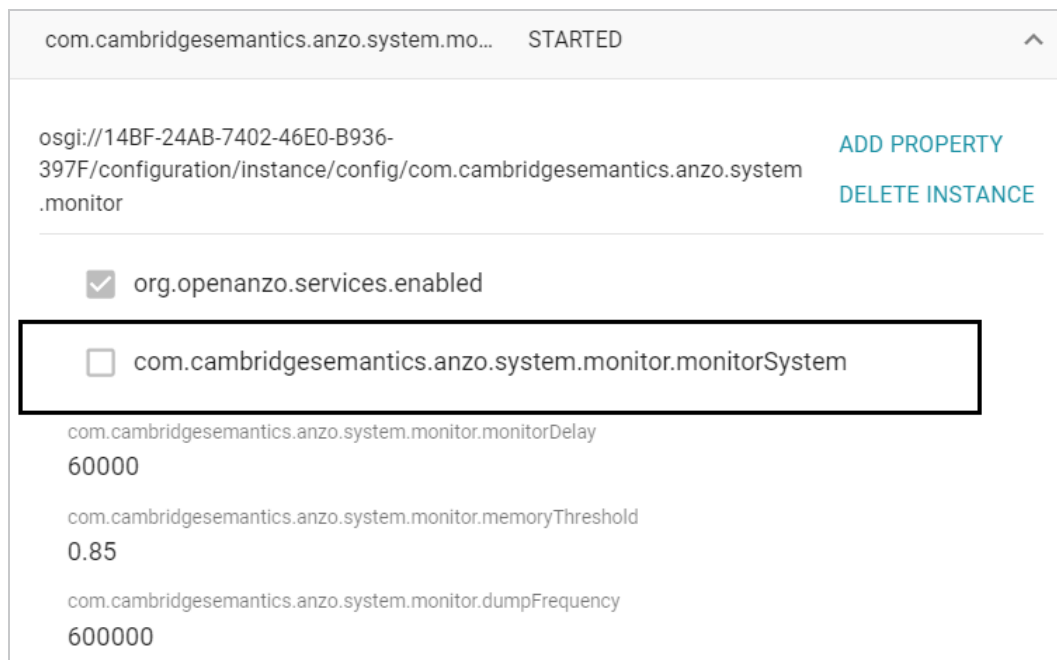 com.cambridgesemantics.anzo.system.mo... STARTED
osgi://14BF-24AB-7402-46E0-B936-
397F/configuration/instance/config/com.cambridgesemantics.anzo.system
.monitor
ADD PROPERTY
DELETE INSTANCE
org.openanzo.services.enabled
com.cambridgesemantics.anzo.system.monitor.monitorSystem
com.cambridgesemantics.anzo.system.monitor.monitorDelay
60000
com.cambridgesemantics.anzo.system.monitor.memoryThreshold
0.85
com.cambridgesemantics.anzo.system.monitor.dumpFrequency
600000